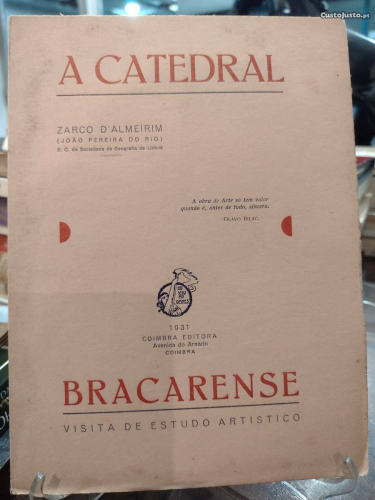 CustoJusto.pt
A CATEDRAL
ZARCO D'ALMEIRIM
(JOÃO PEREIRA DO RIO)
S. C. da Sociedade de Geografia de Lisboa
A obra de Arte só tem valor
quando é, antes de tudo, sincera.
OLAVO BILAC.
1931
COIMBRA EDITORA
Avenida do Arnado
COIMBRA
BRACARENSE
VISITA DE ESTUDO ARTISTICO